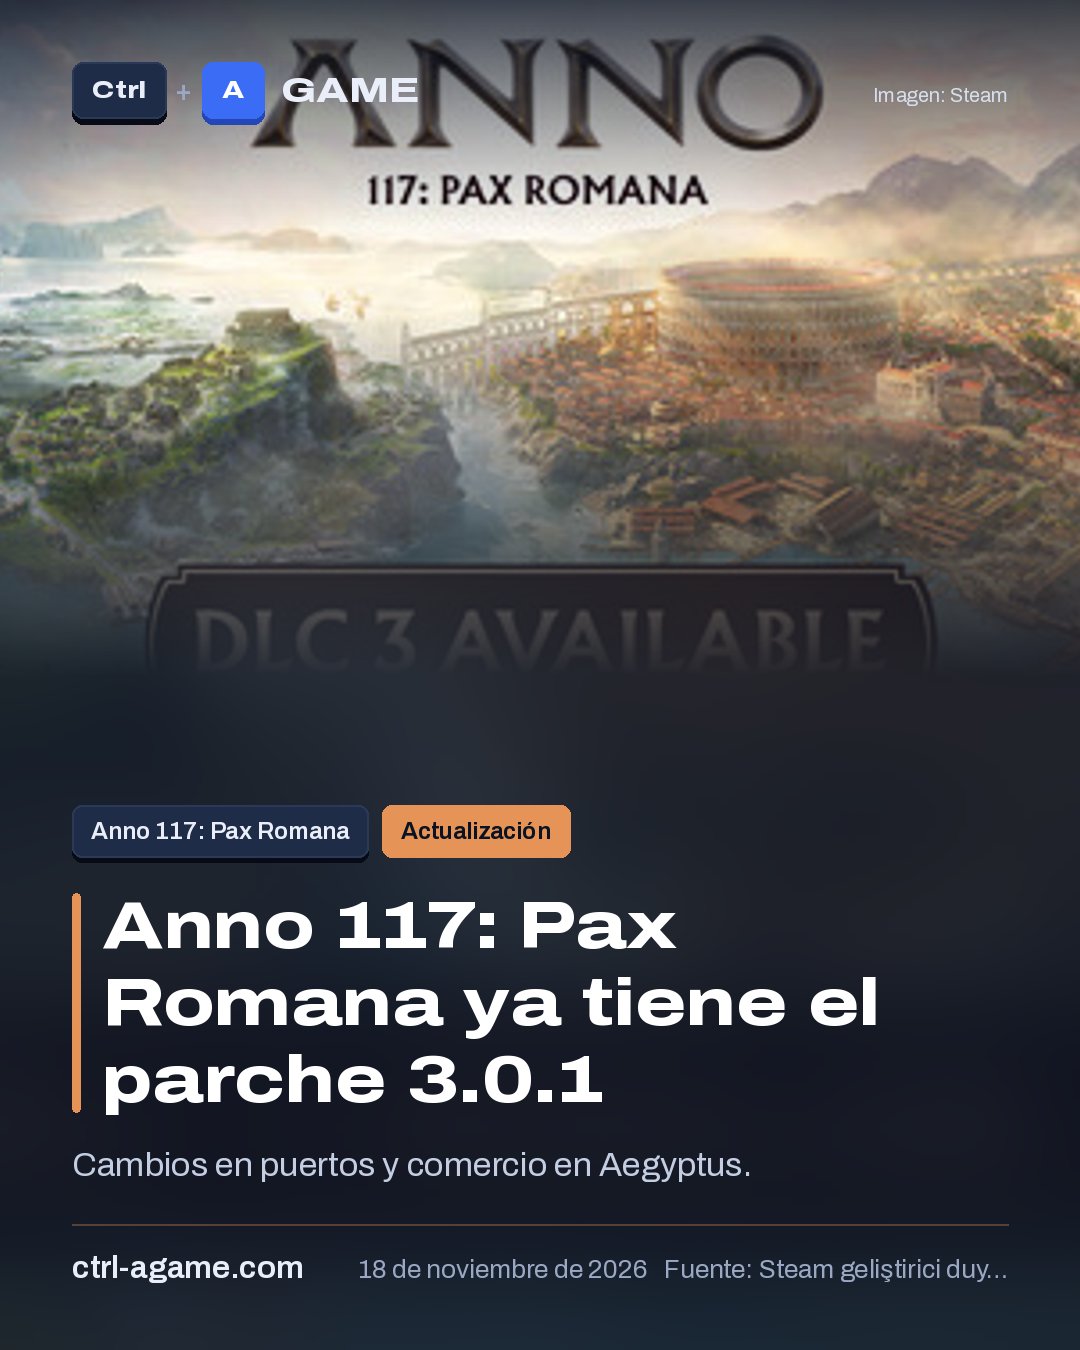 Ctrl + A GAME
Imagen: Steam
ANNO
117: PAX ROMANA
DLC 3 AVAILABLE
Anno 117: Pax Romana
Actualización
Anno 117: Pax
Romana ya tiene el
parche 3.0.1
Cambios en puertos y comercio en Aegyptus.
ctrl-agame.com
18 de noviembre de 2026
Fuente: Steam geliştirici duy...